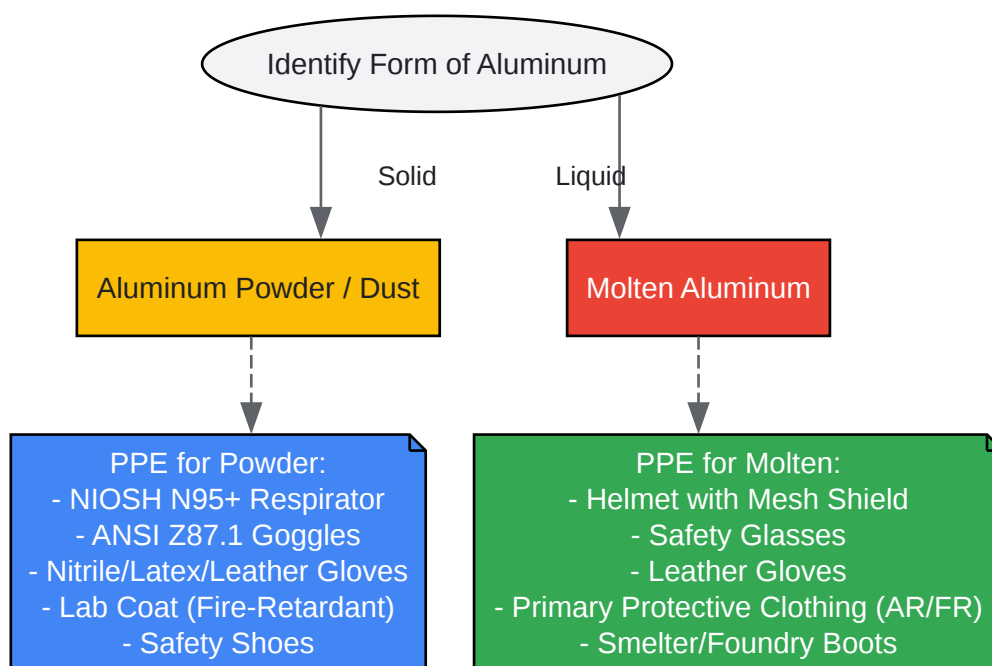 Identify Form of Aluminum
Solid
Liquid
Aluminum Powder / Dust
Molten Aluminum
PPE for Powder:
- NIOSH N95+ Respirator
- ANSI Z87.1 Goggles
- Nitrile/Latex/Leather Gloves
- Lab Coat (Fire-Retardant)
- Safety Shoes
PPE for Molten:
- Helmet with Mesh Shield
- Safety Glasses
- Leather Gloves
- Primary Protective Clothing (AR/FR)
- Smelter/Foundry Boots